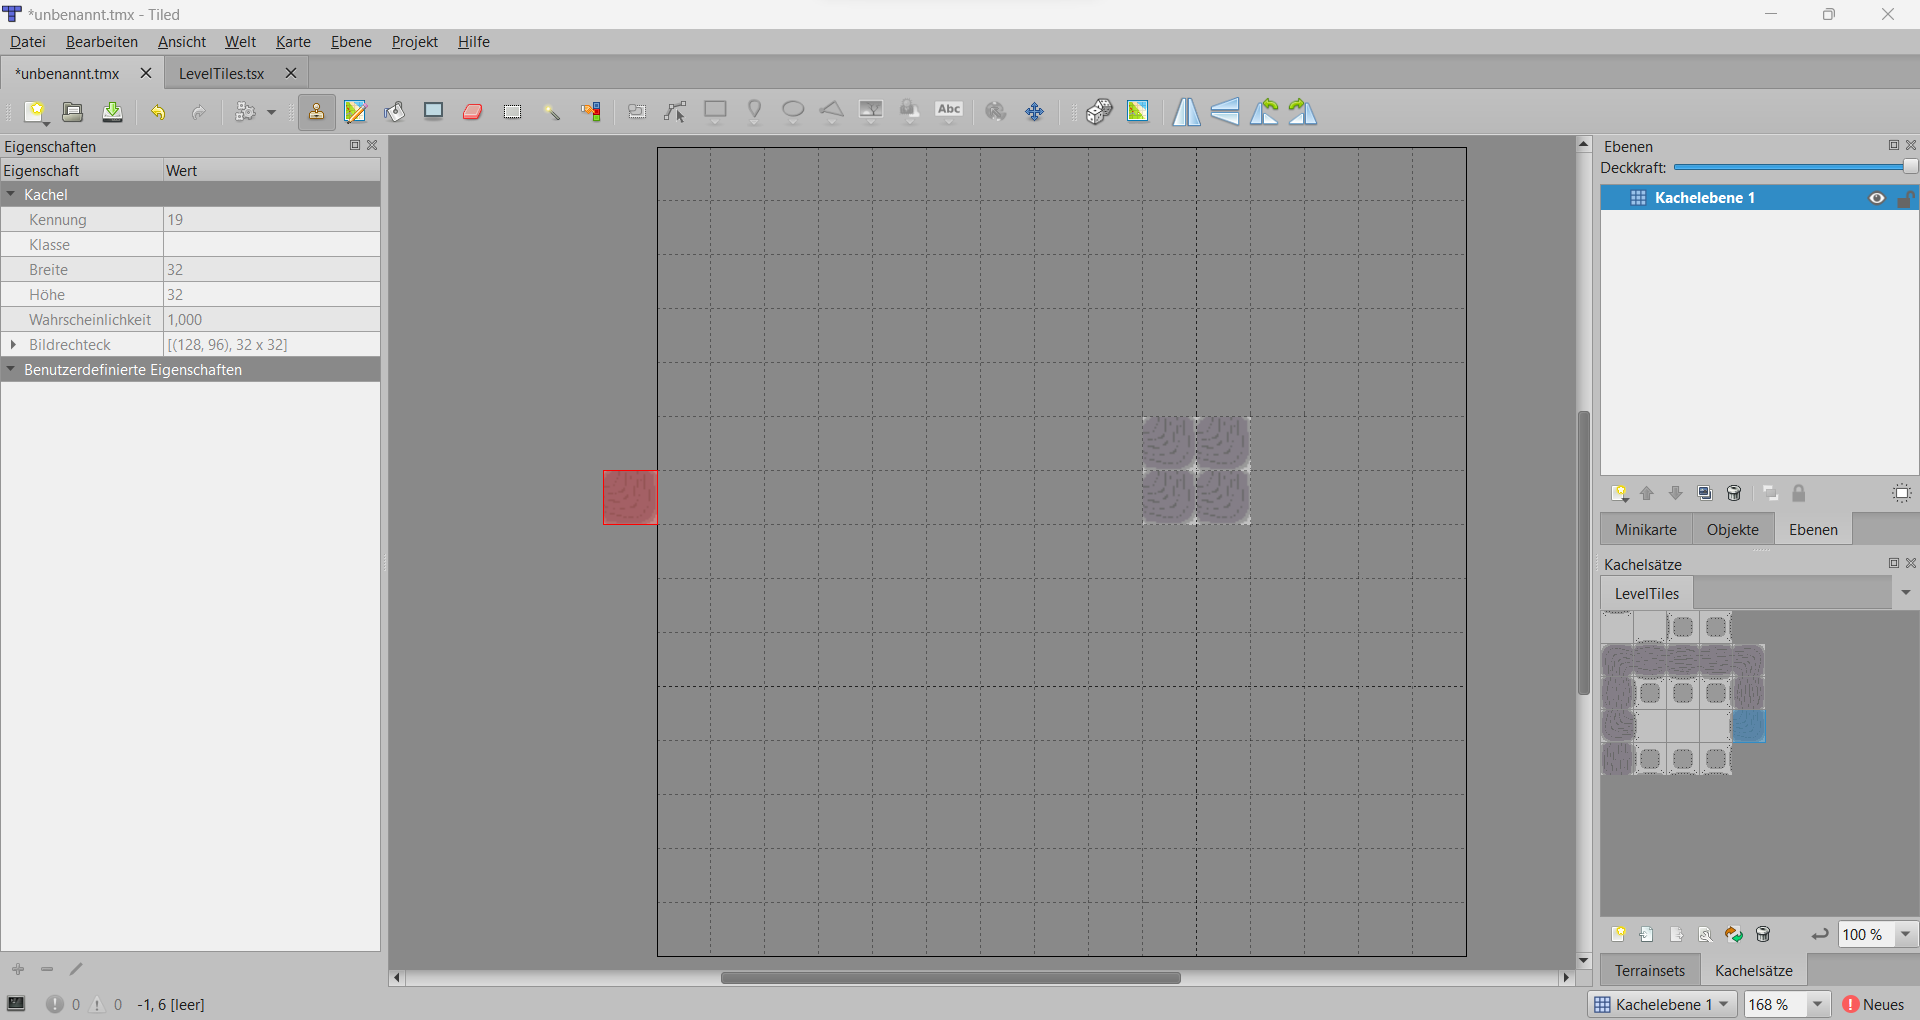 *unbenannt.tmx - Tiled
Datei Bearbeiten Ansicht Welt Karte Ebene Projekt Hilfe
*unbenannt.tmx LevelTiles.tsx
Abc
Eigenschaften
Eigenschaft Wert
Kachel
Kennung 19
Klasse
Breite 32
Höhe 32
Wahrscheinlichkeit 1,000
Bildrechteck [(128, 96), 32 x 32]
Benutzerdefinierte Eigenschaften
Ebenen
Deckkraft:
Kachelebene 1
Minikarte Objekte Ebenen
Kachelsätze
LevelTiles
100 %
Terrainsets Kachelsätze
0 0 -1, 6 [leer]
Kachelebene 1 168 % Neues